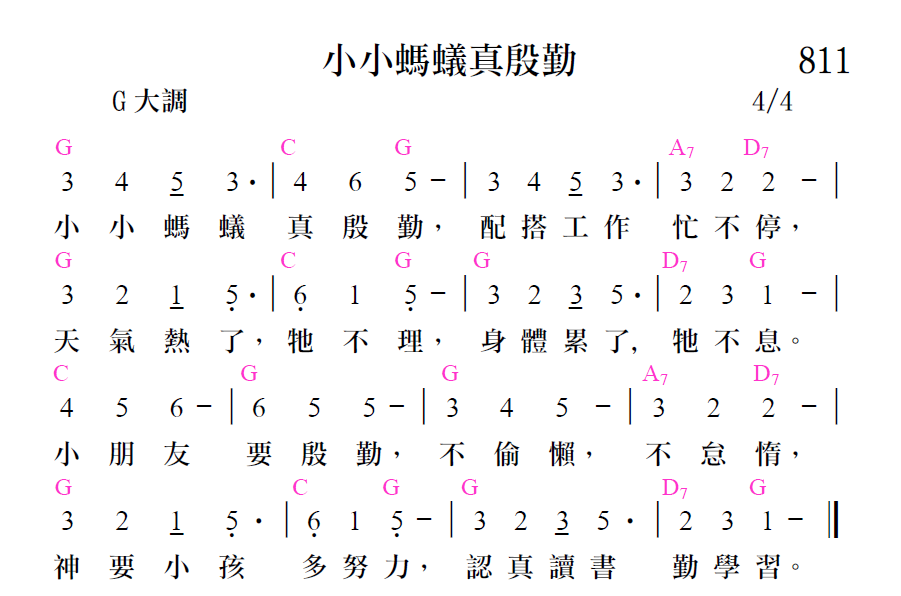 小小螞蟻真殷勤 811
G 大調 4/4
G C G A7 D7
3 4 5 3· | 4 6 5 – | 3 4 5 3· | 3 2 2 – |
小小螞蟻 真殷勤，配搭工作 忙不停，
G C G G D7 G
3 2 1 5· | 6 1 5 – | 3 2 3 5· | 2 3 1 – |
天氣熱了，牠不理，身體累了, 牠不息。
C G G A7 D7
4 5 6 – | 6 5 5 – | 3 4 5 – | 3 2 2 – |
小朋友 要殷勤，不偷懶，不怠惰，
G C G G D7 G
3 2 1 5· | 6 1 5 – | 3 2 3 5· | 2 3 1 – ‖
神要小孩 多努力，認真讀書 勤學習。